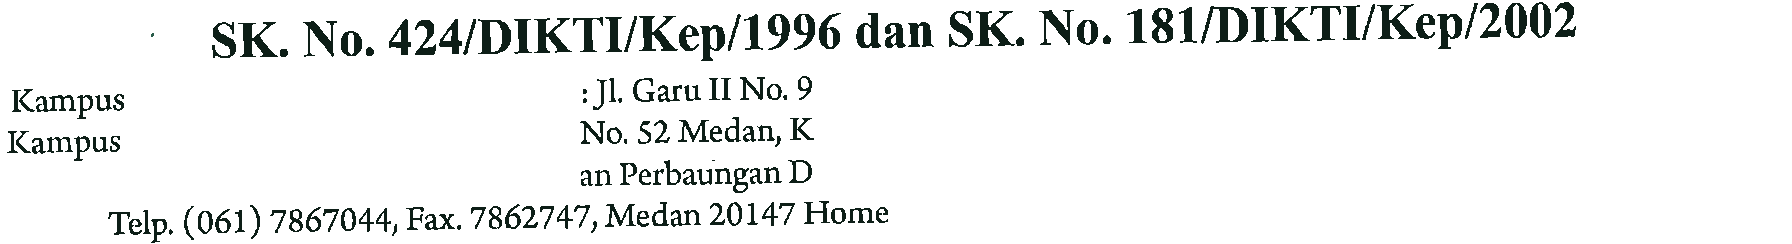 SK. No. 424/DIKTI/Kep/1996 dan SK. No. 181/DIKTI/Kep/2002
Kampus : Jl. Garu II No. 9
Kampus No. 52 Medan, K
an Perbaungan D
Telp. (061) 7867044, Fax. 7862747, Medan 20147 Home